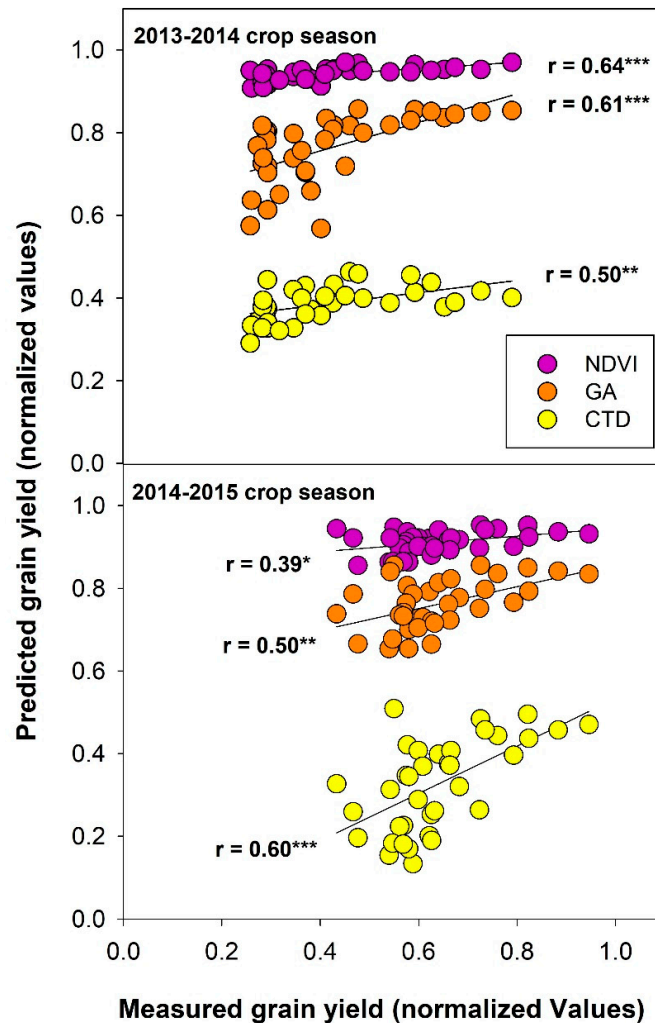 1.0
2013-2014 crop season
r = 0.64***
r = 0.61***
0.8
0.6
0.4
r = 0.50**
NDVI
GA
CTD
0.2
0.0
Predicted grain yield (normalized values)
1.0
2014-2015 crop season
0.8
r = 0.39*
r = 0.50**
0.6
0.4
0.2
r = 0.60***
0.0
0.0 0.2 0.4 0.6 0.8 1.0
Measured grain yield (normalized Values)